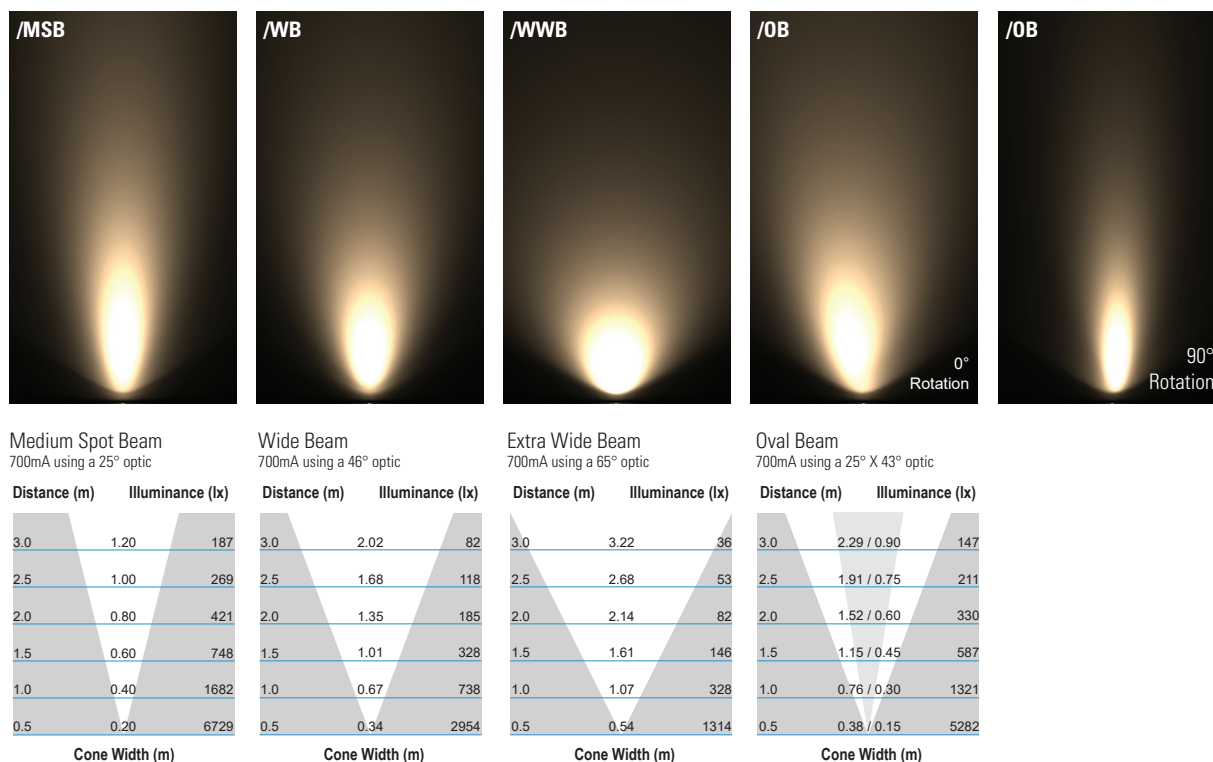 /MSB
/WB
/WWB
/OB
0°
Rotation
/OB
90°
Rotation
Medium Spot Beam
700mA using a 25° optic
Distance (m) Illuminance (lx)
3.0 1.20 187
2.5 1.00 269
2.0 0.80 421
1.5 0.60 748
1.0 0.40 1682
0.5 0.20 6729
Cone Width (m)
Wide Beam
700mA using a 46° optic
Distance (m) Illuminance (lx)
3.0 2.02 82
2.5 1.68 118
2.0 1.35 185
1.5 1.01 328
1.0 0.67 738
0.5 0.34 2954
Cone Width (m)
Extra Wide Beam
700mA using a 65° optic
Distance (m) Illuminance (lx)
3.0 3.22 36
2.5 2.68 53
2.0 2.14 82
1.5 1.61 146
1.0 1.07 328
0.5 0.54 1314
Cone Width (m)
Oval Beam
700mA using a 25° X 43° optic
Distance (m) Illuminance (lx)
3.0 2.29 / 0.90 147
2.5 1.91 / 0.75 211
2.0 1.52 / 0.60 330
1.5 1.15 / 0.45 587
1.0 0.76 / 0.30 1321
0.5 0.38 / 0.15 5282
Cone Width (m)